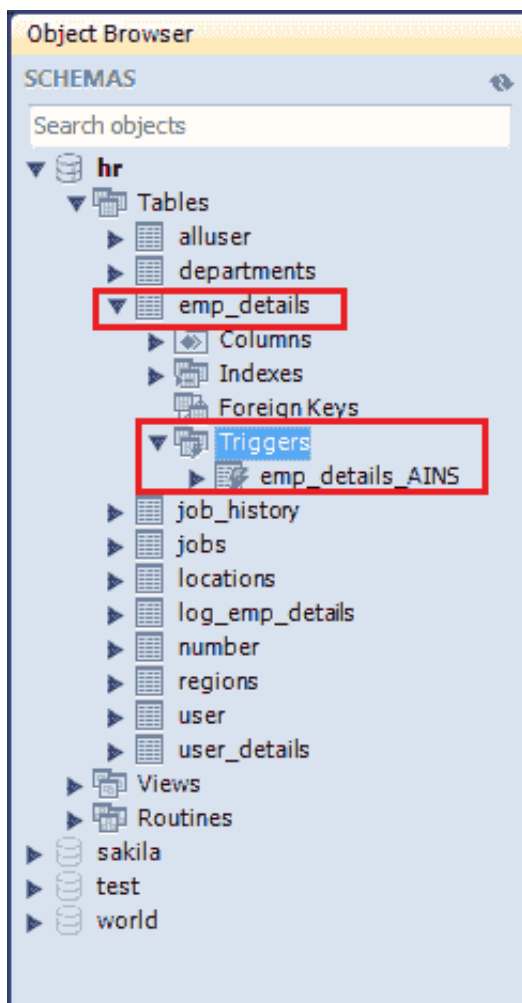 Object Browser
SCHEMAS
Search objects
hr
Tables
alluser
departments
emp_details
Columns
Indexes
Foreign Keys
Triggers
emp_details_AINS
job_history
jobs
locations
log_emp_details
number
regions
user
user_details
Views
Routines
sakila
test
world